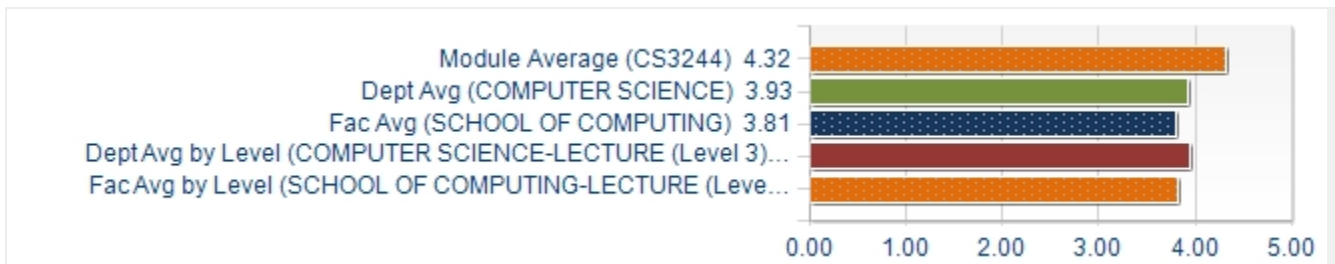 Module Average (CS3244) 4.32
Dept Avg (COMPUTER SCIENCE) 3.93
Fac Avg (SCHOOL OF COMPUTING) 3.81
Dept Avg by Level (COMPUTER SCIENCE-LECTURE (Level 3)...
Fac Avg by Level (SCHOOL OF COMPUTING-LECTURE (Leve...
0.00 1.00 2.00 3.00 4.00 5.00